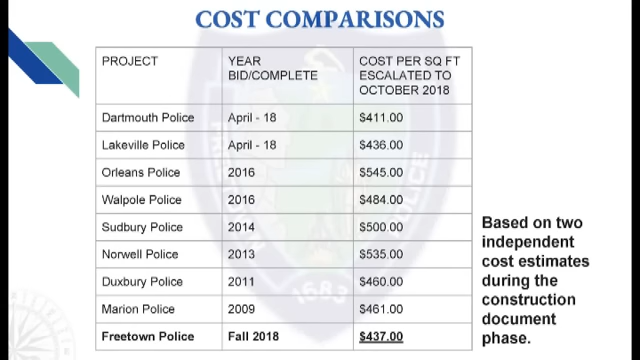 COST COMPARISONS
PROJECT YEAR BID/COMPLETE COST PER SQ FT ESCALATED TO OCTOBER 2018
Dartmouth Police April - 18 $411.00
Lakeville Police April - 18 $436.00
Orleans Police 2016 $545.00
Walpole Police 2016 $484.00
Sudbury Police 2014 $500.00
Norwell Police 2013 $535.00
Duxbury Police 2011 $460.00
Marion Police 2009 $461.00
Freetown Police Fall 2018 $437.00
Based on two
independent
cost estimates
during the
construction
document
phase.
FREETOWN
POLICE
1683